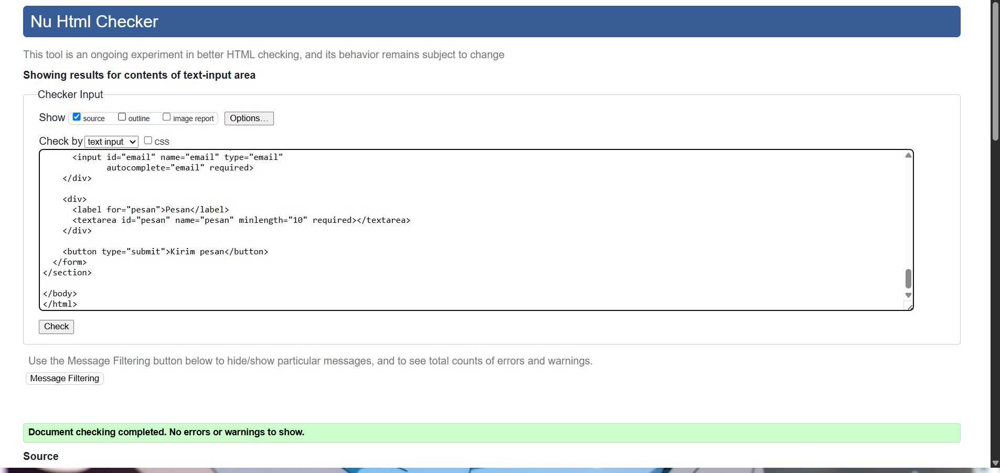 Nu Html Checker
This tool is an ongoing experiment in better HTML checking, and its behavior remains subject to change
Showing results for contents of text-input area
Checker Input
Show source outline image report Options...
Check by text input CSS
<input id="email" name="email" type="email"
autocomplete="email" required>
</div>
<div>
<label for="pesan">Pesan</label>
<textarea id="pesan" name="pesan" minlength="10" required></textarea>
</div>
<button type="submit">Kirim pesan</button>
</form>
</section>
</body>
</html>
Check
Use the Message Filtering button below to hide/show particular messages, and to see total counts of errors and warnings.
Message Filtering
Document checking completed. No errors or warnings to show.
Source